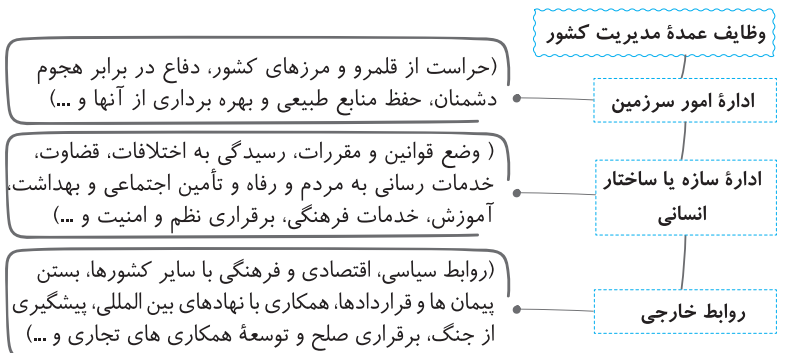 وظایف عمدهٔ مدیریت کشور
ادارهٔ امور سرزمین
(حراست از قلمرو و مرزهای کشور، دفاع در برابر هجوم
دشمنان، حفظ منابع طبیعی و بهره برداری از آنها و ...)
ادارهٔ سازه یا ساختار
انسانی
( وضع قوانین و مقررات، رسیدگی به اختلافات، قضاوت،
خدمات رسانی به مردم و رفاه و تأمین اجتماعی و بهداشت،
آموزش، خدمات فرهنگی، برقراری نظم و امنیت و ...)
روابط خارجی
(روابط سیاسی، اقتصادی و فرهنگی با سایر کشورها، بستن
پیمان ها و قراردادها، همکاری با نهادهای بین المللی، پیشگیری
از جنگ، برقراری صلح و توسعهٔ همکاری های تجاری و ...)